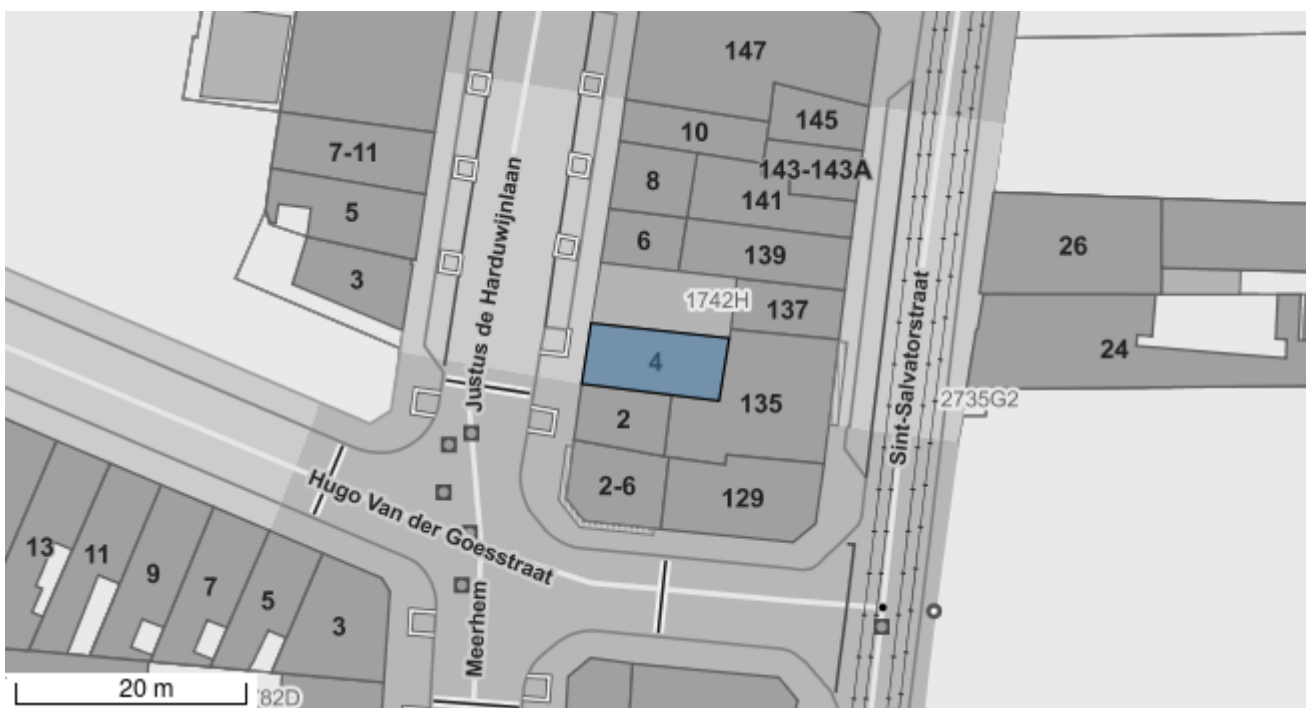 147
10
145
7-11
143-143A
8
141
5
6
139
26
3
1742H
137
Justus de Harduwijnlaan
4
24
135
2735G2
2
Sint-Salvatorstraat
2-6
129
Hugo Van der Goesstraat
13
11
9
7
5
3
Meerhem
20 m
782D